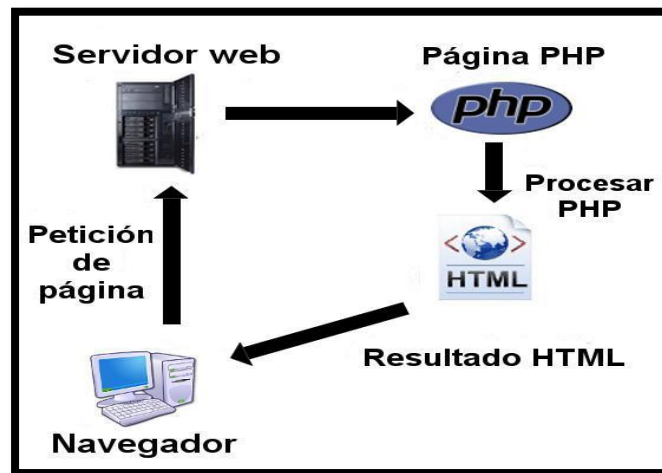 Servidor web
Página PHP
php
Procesar
PHP
Petición
de
página
HTML
Resultado HTML
Navegador